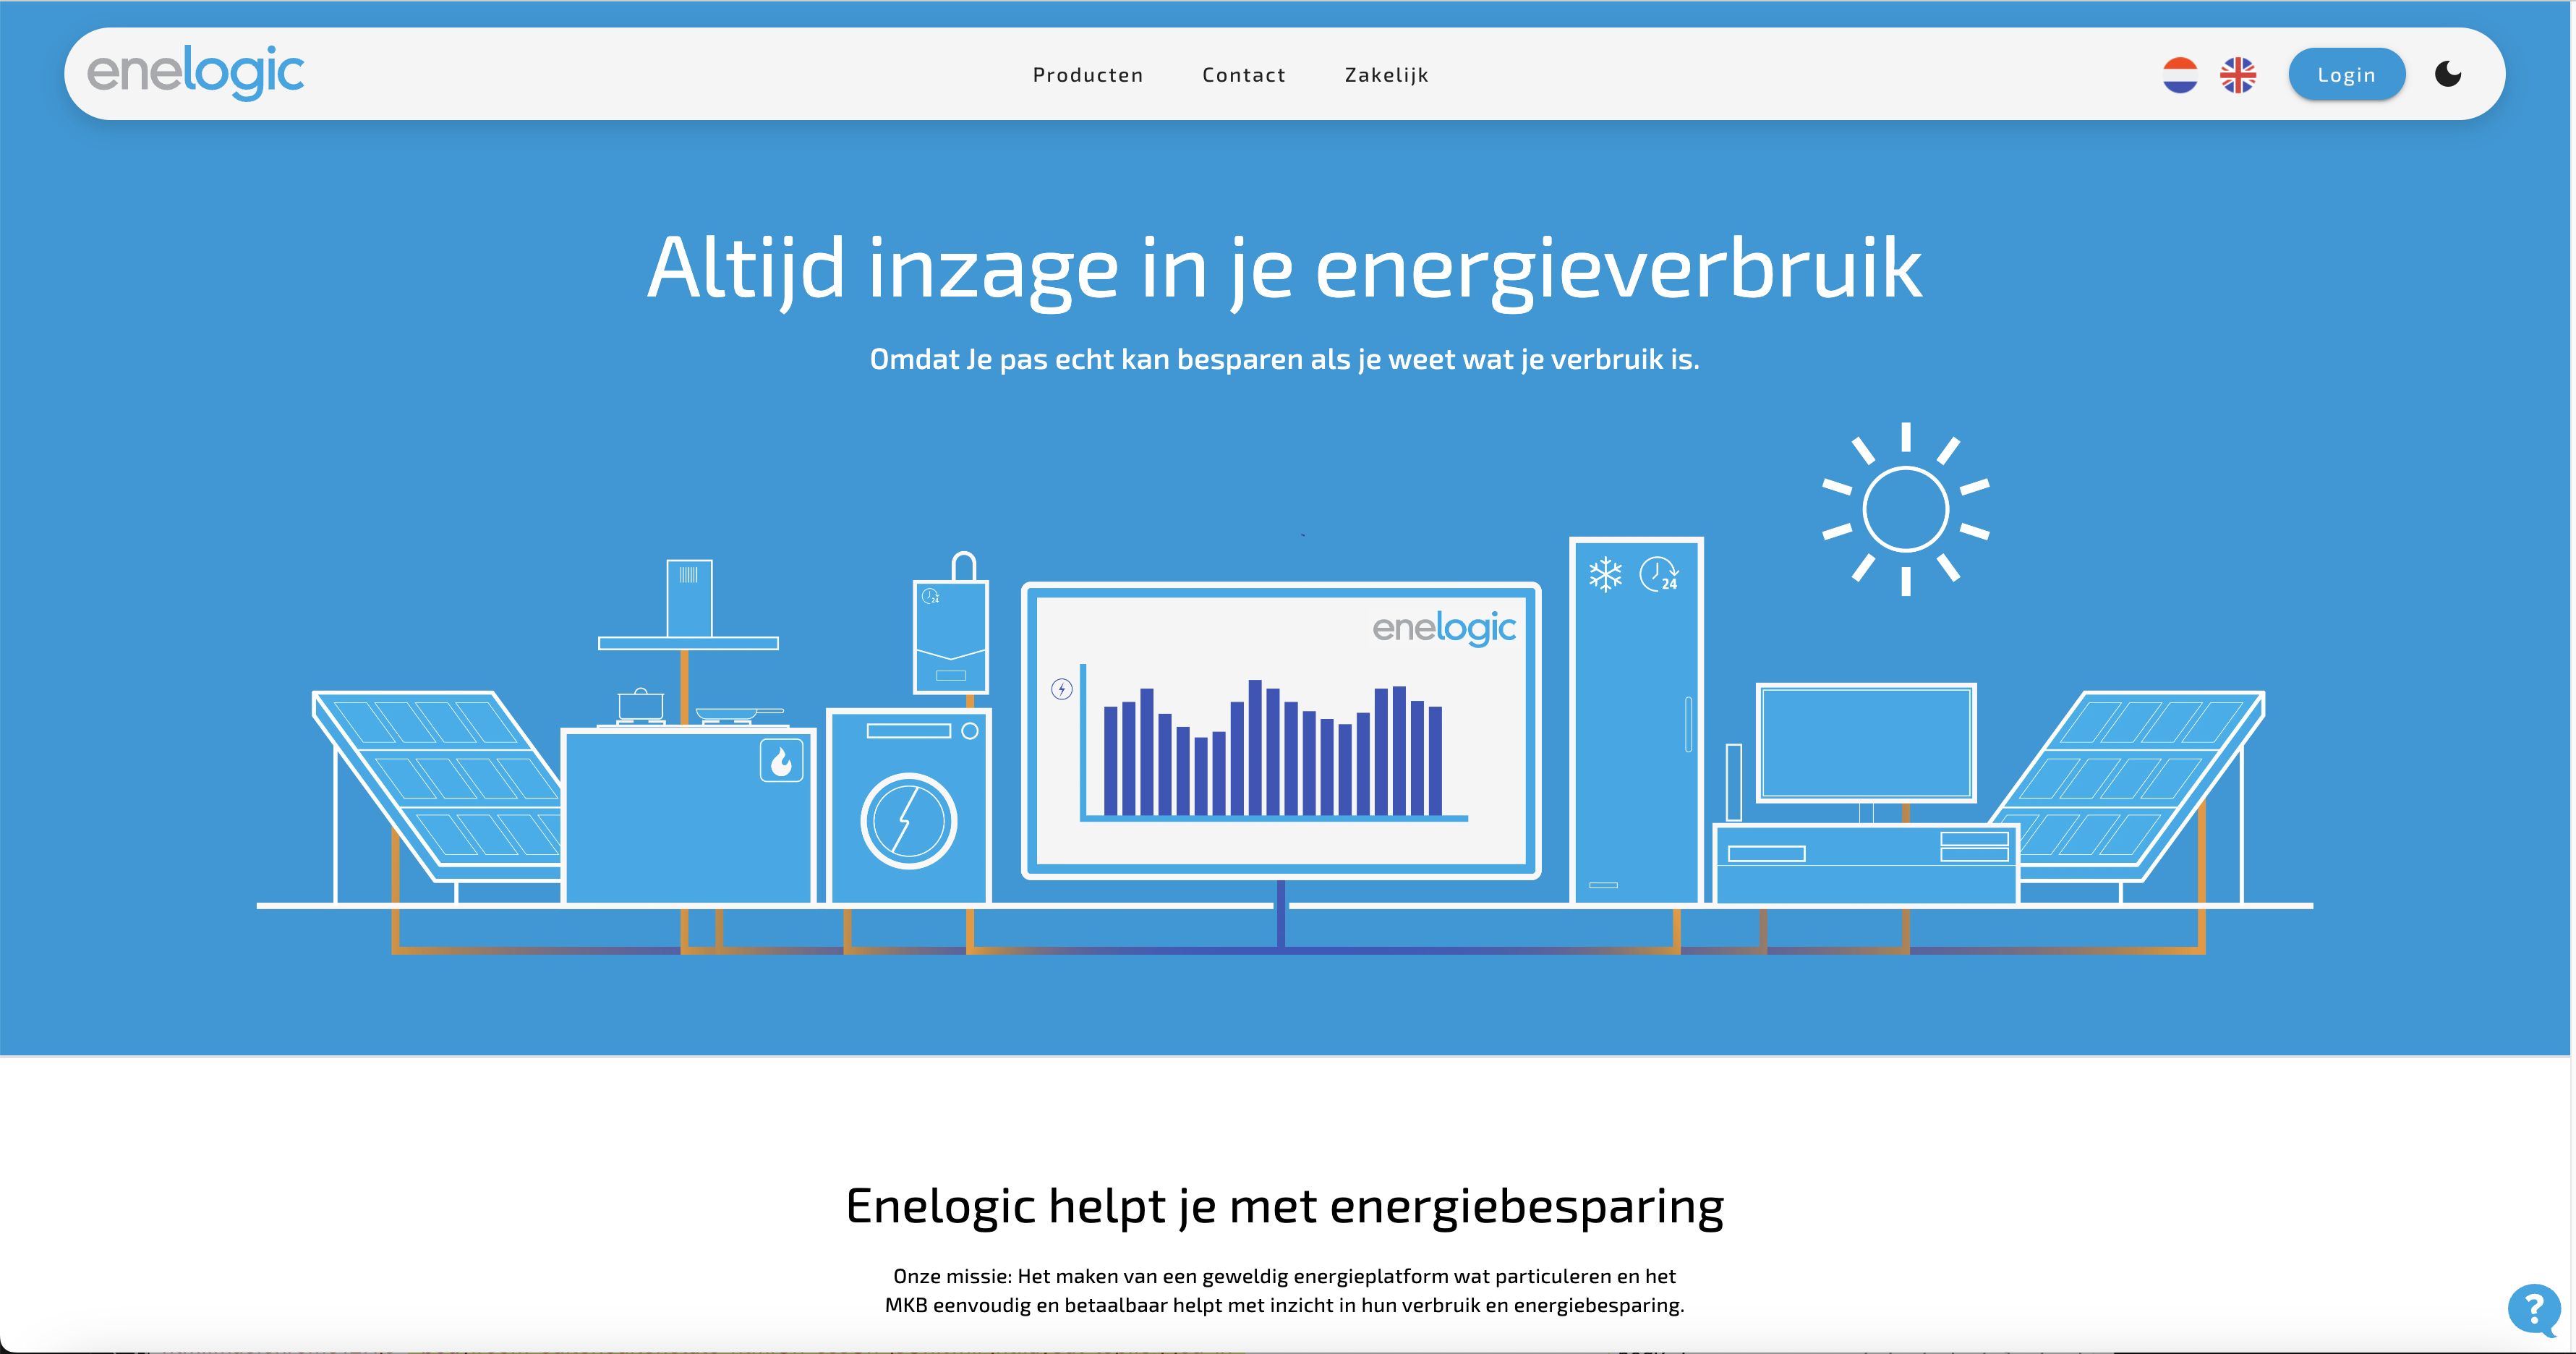 enelogic
Producten Contact Zakelijk
Login
Altijd inzage in je energieverbruik
Omdat Je pas echt kan besparen als je weet wat je verbruik is.
24
24
enelogic
Enelogic helpt je met energiebesparing
Onze missie: Het maken van een geweldig energieplatform wat particuleren en het
MKB eenvoudig en betaalbaar helpt met inzicht in hun verbruik en energiebesparing.
?